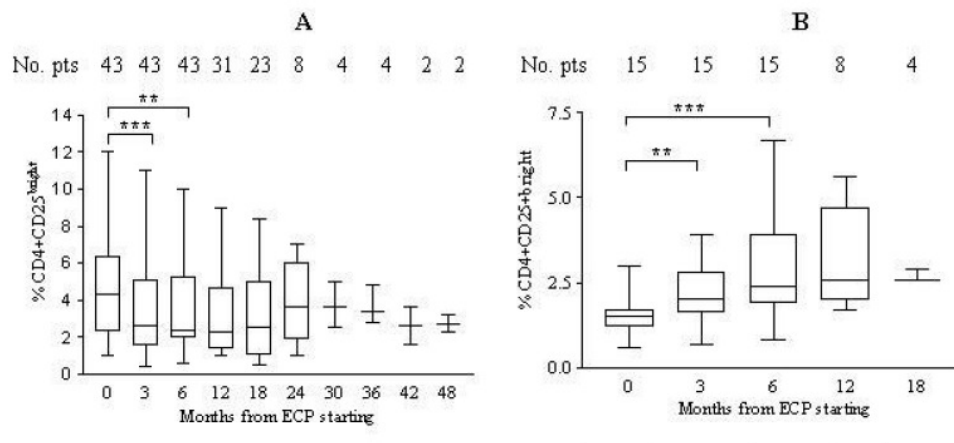 A
No. pts 43 43 43 31 23 8 4 4 2 2
**
***
% CD4+CD25bright
14
12
10
8
6
4
2
0
0 3 6 12 18 24 30 36 42 48
Months from ECP starting
B
No. pts 15 15 15 8 4
***
**
% CD4+CD25+bright
7.5
5.0
2.5
0.0
0 3 6 12 18
Months from ECP starting